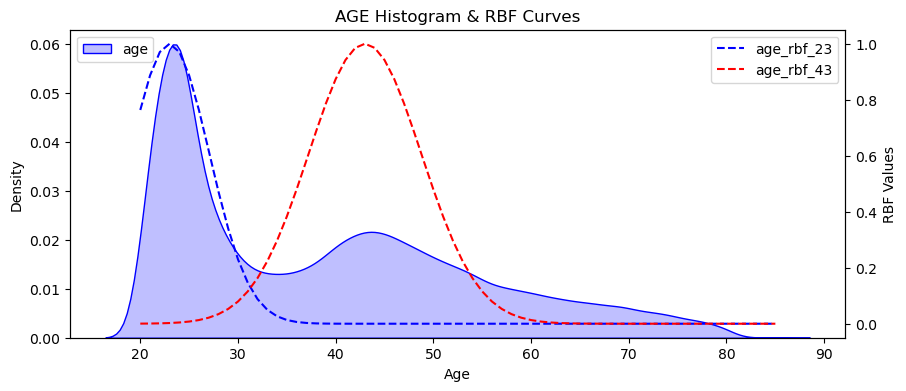 AGE Histogram & RBF Curves
age
age_rbf_23
age_rbf_43
Density
0.06
0.05
0.04
0.03
0.02
0.01
0.00
1.0
0.8
0.6
0.4
0.2
0.0
RBF Values
20 30 40 50 60 70 80 90
Age